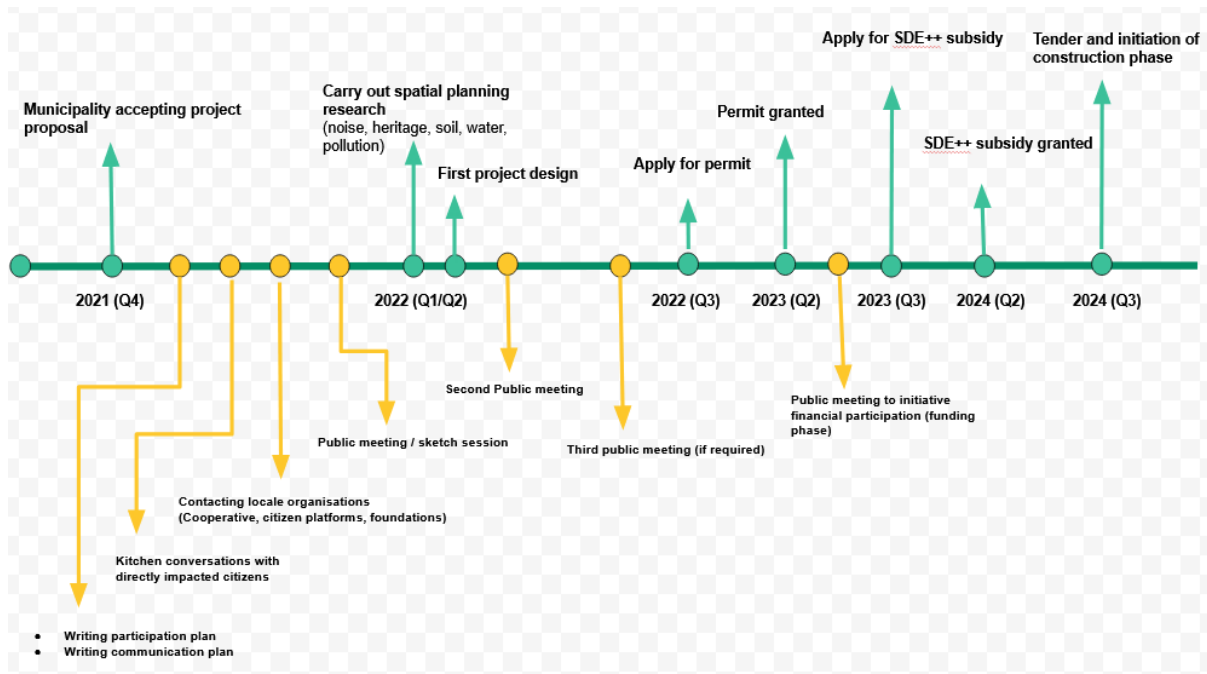 Municipality accepting project
proposal
Carry out spatial planning
research
(noise, heritage, soil, water,
pollution)
First project design
Apply for permit
Permit granted
Apply for SDE++ subsidy
SDE++ subsidy granted
Tender and initiation of
construction phase
2021 (Q4)
2022 (Q1/Q2)
2022 (Q3)
2023 (Q2)
2023 (Q3)
2024 (Q2)
2024 (Q3)
Second Public meeting
Public meeting to initiative
financial participation (funding
phase)
Public meeting / sketch session
Third public meeting (if required)
Contacting locale organisations
(Cooperative, citizen platforms, foundations)
Kitchen conversations with
directly impacted citizens
● Writing participation plan
● Writing communication plan